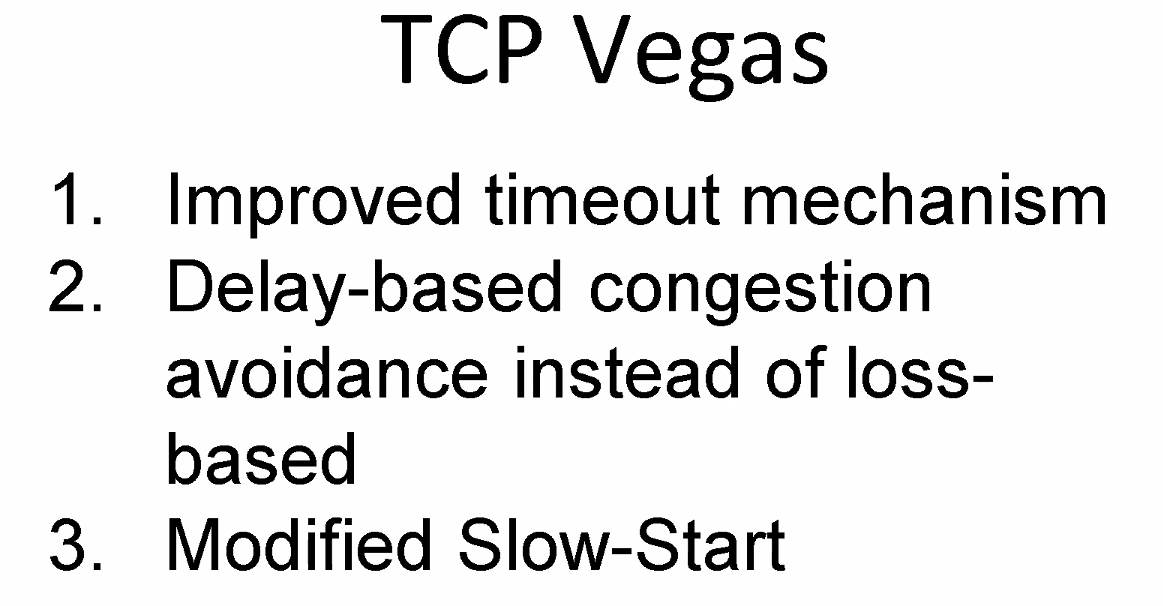 TCP Vegas
1. Improved timeout mechanism
2. Delay-based congestion
avoidance instead of loss-
based
3. Modified Slow-Start